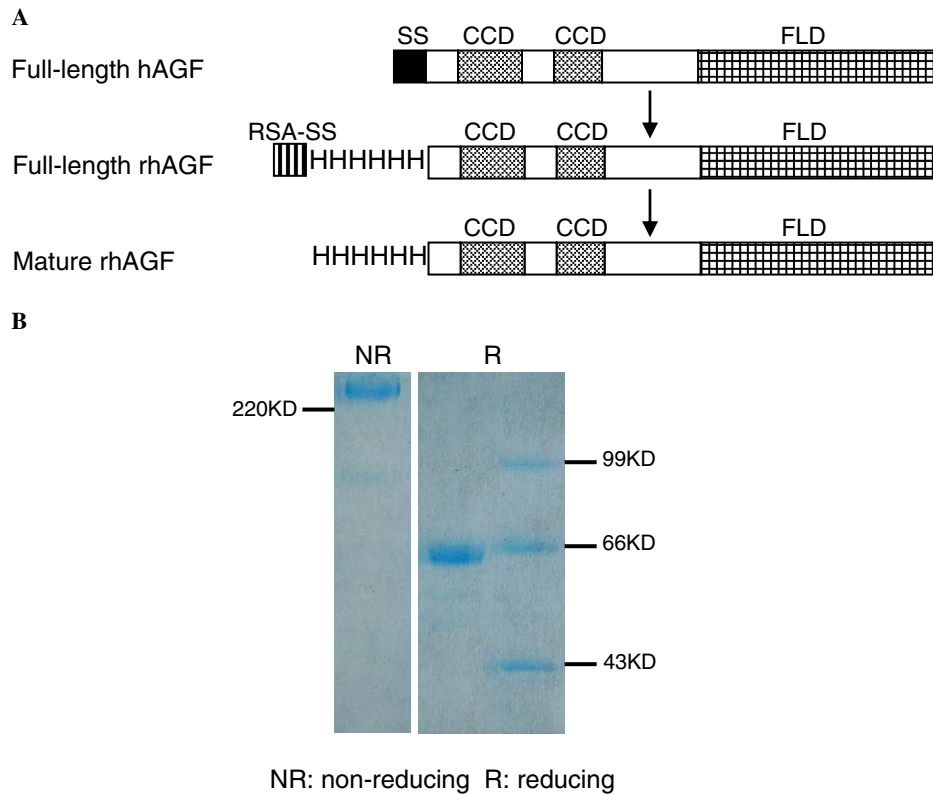 A
SS CCD CCD FLD
Full-length hAGF
RSA-SS CCD CCD FLD
Full-length rhAGF HHHHHH
CCD CCD FLD
Mature rhAGF HHHHHH
B
NR R
220KD
99KD
66KD
43KD
NR: non-reducing R: reducing